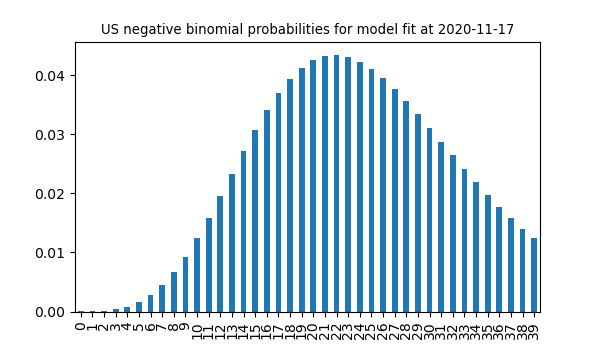 US negative binomial probabilities for model fit at 2020-11-17
0.04
0.03
0.02
0.01
0.00
0 1 2 3 4 5 6 7 8 9 10 11 12 13 14 15 16 17 18 19 20 21 22 23 24 25 26 27 28 29 30 31 32 33 34 35 36 37 38 39